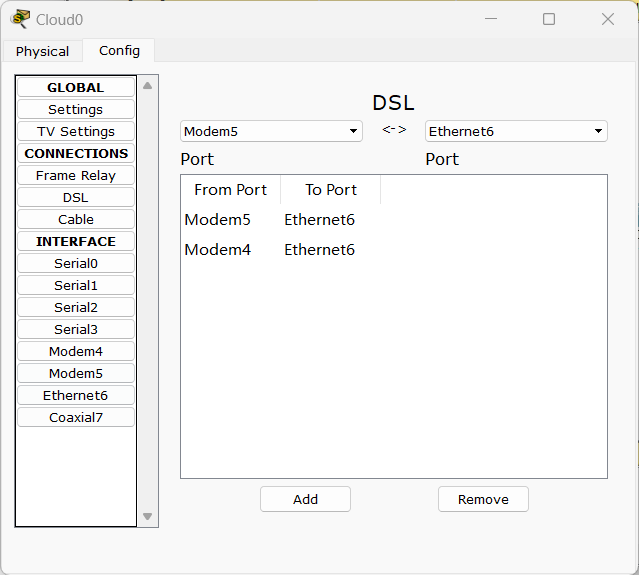 Cloud0
Physical Config
GLOBAL
Settings
TV Settings
CONNECTIONS
Frame Relay
DSL
Cable
INTERFACE
Serial0
Serial1
Serial2
Serial3
Modem4
Modem5
Ethernet6
Coaxial7
DSL
Modem5 <-> Ethernet6
Port Port
From Port To Port
Modem5 Ethernet6
Modem4 Ethernet6
Add Remove